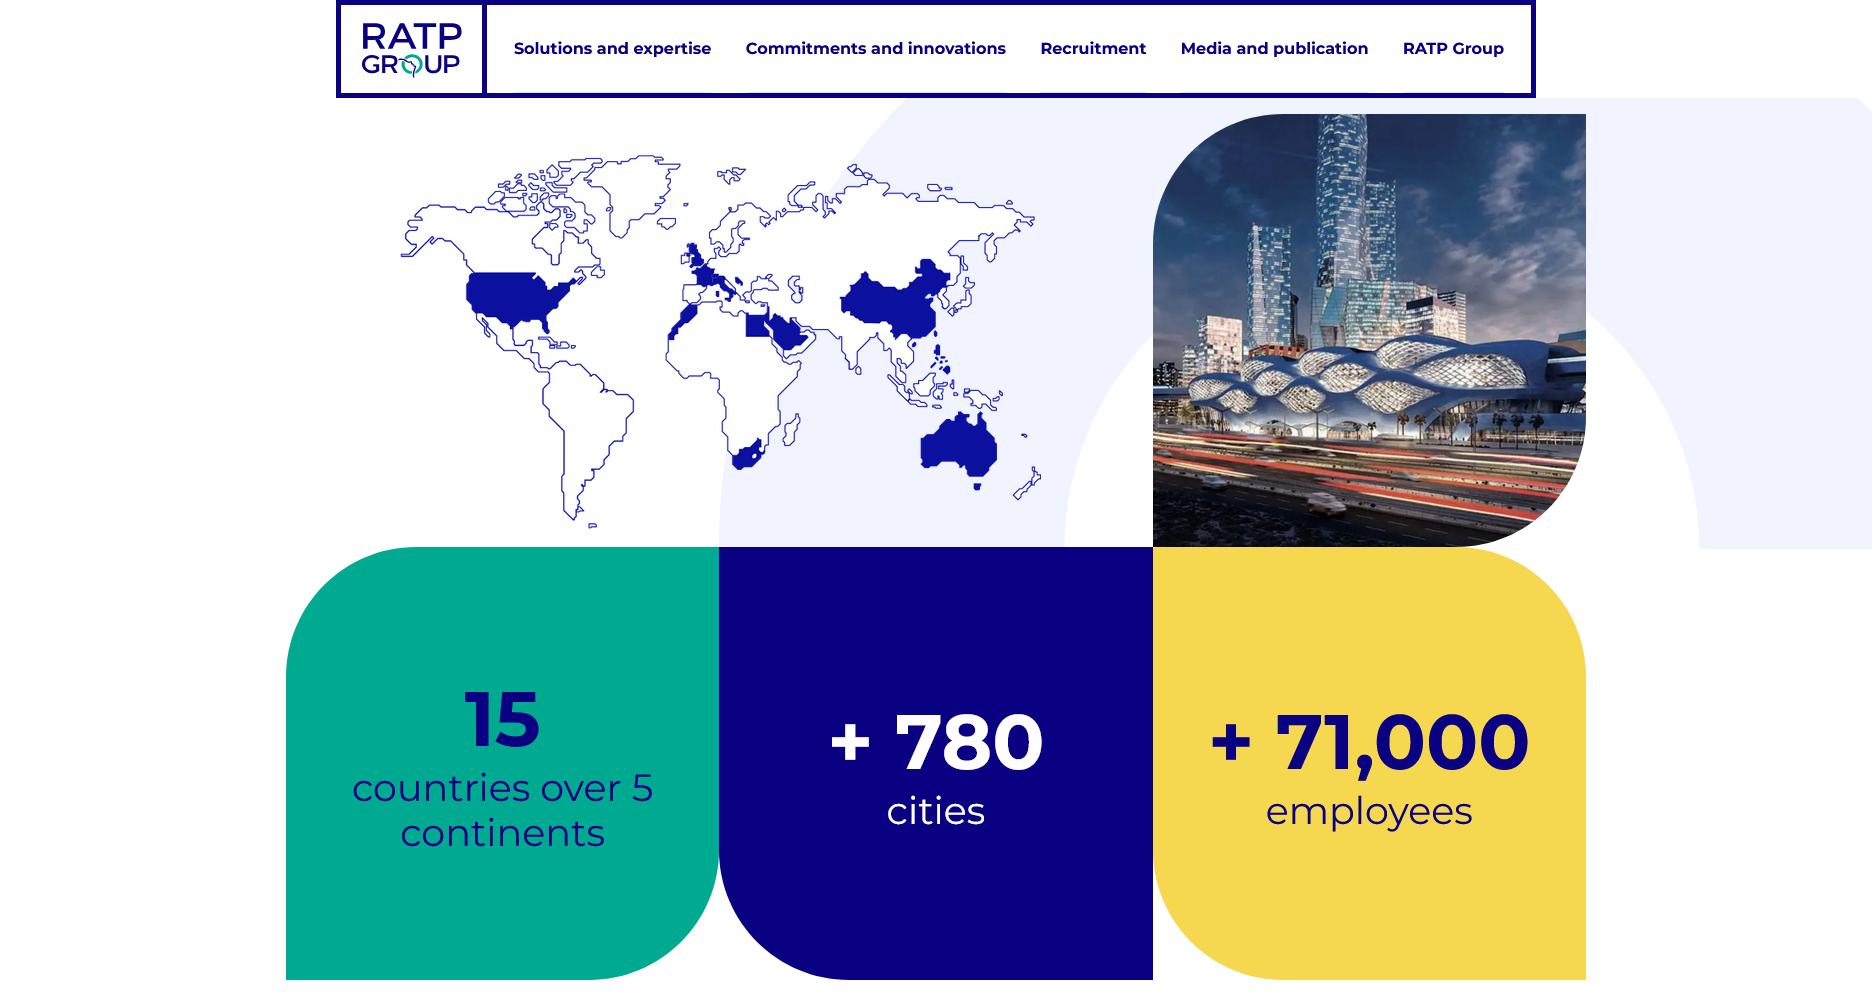 RATP
GROUP
Solutions and expertise
Commitments and innovations
Recruitment
Media and publication
RATP Group
15
countries over 5
continents
+ 780
cities
+ 71,000
employees